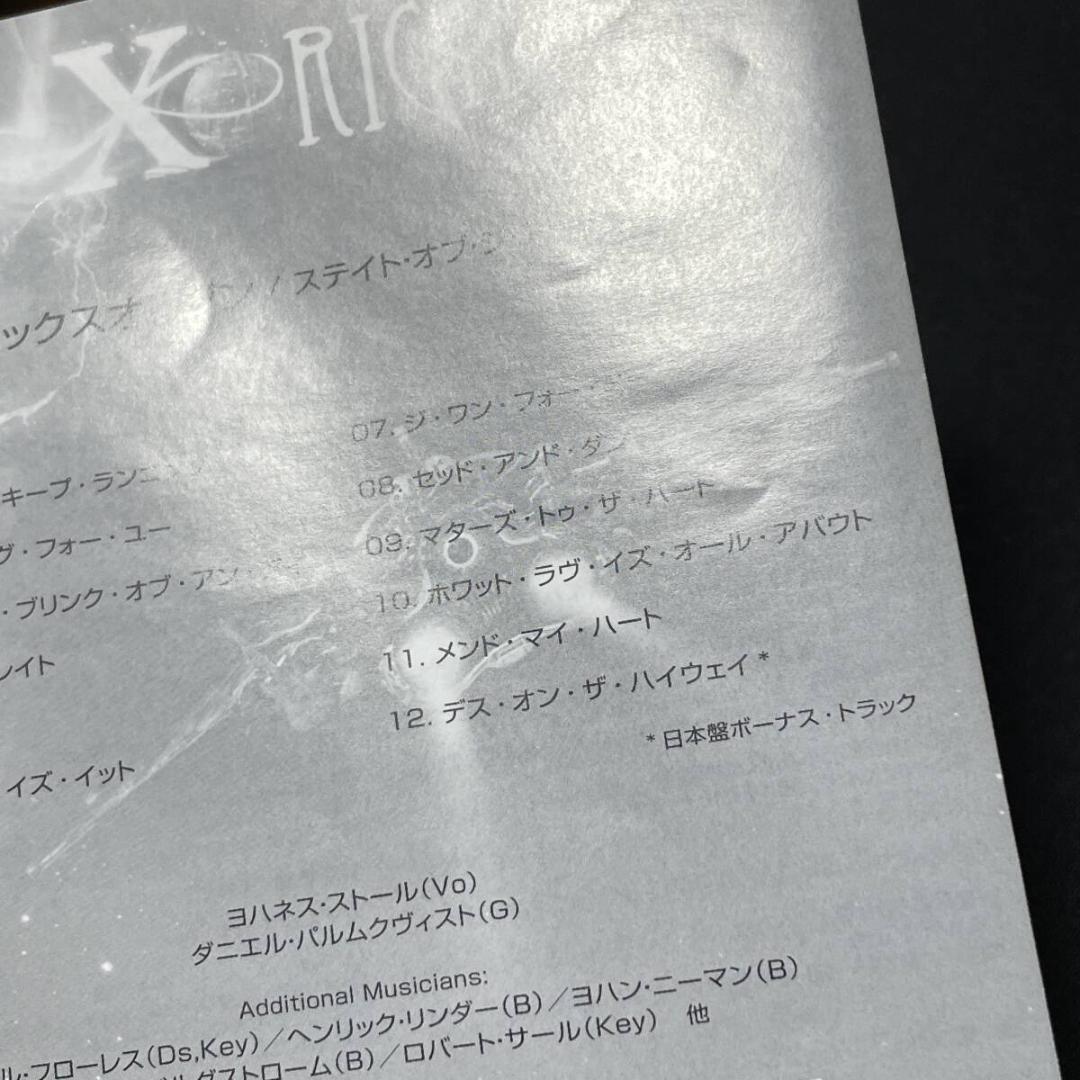 X ORIG
ックスオ ン / ステイト・オブ・
キープ・ラン
グ・フォー・ユー
・ブリンク・オブ・アン
レイト
イズ・イット
07. ジ・ワン・フォー・
08. セッド・アンド・ダン
09. マターズ・トゥ・ザ・ハート
10. ホワット・ラヴ・イズ・オール・アバウト
11. メンド・マイ・ハート
12. デス・オン・ザ・ハイウェイ *
* 日本盤ボーナス・トラック
ヨハネス・ストール(Vo)
ダニエル・パルムクヴィスト(G)
Additional Musicians:
ル・フローレス(Ds,Key)/ヘンリック・リンダー(B)/ヨハン・ニーマン(B)
ダストローム(B)/ロバート・サール(Key) 他